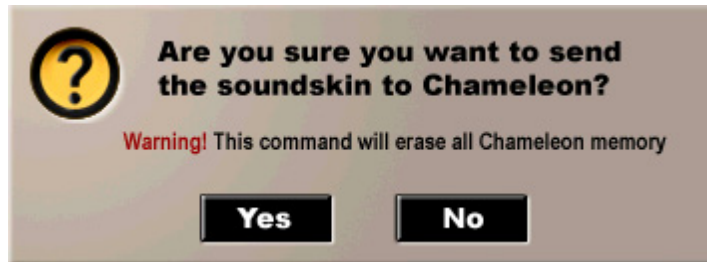 Are you sure you want to send
the soundskin to Chameleon?
Warning! This command will erase all Chameleon memory
Yes No